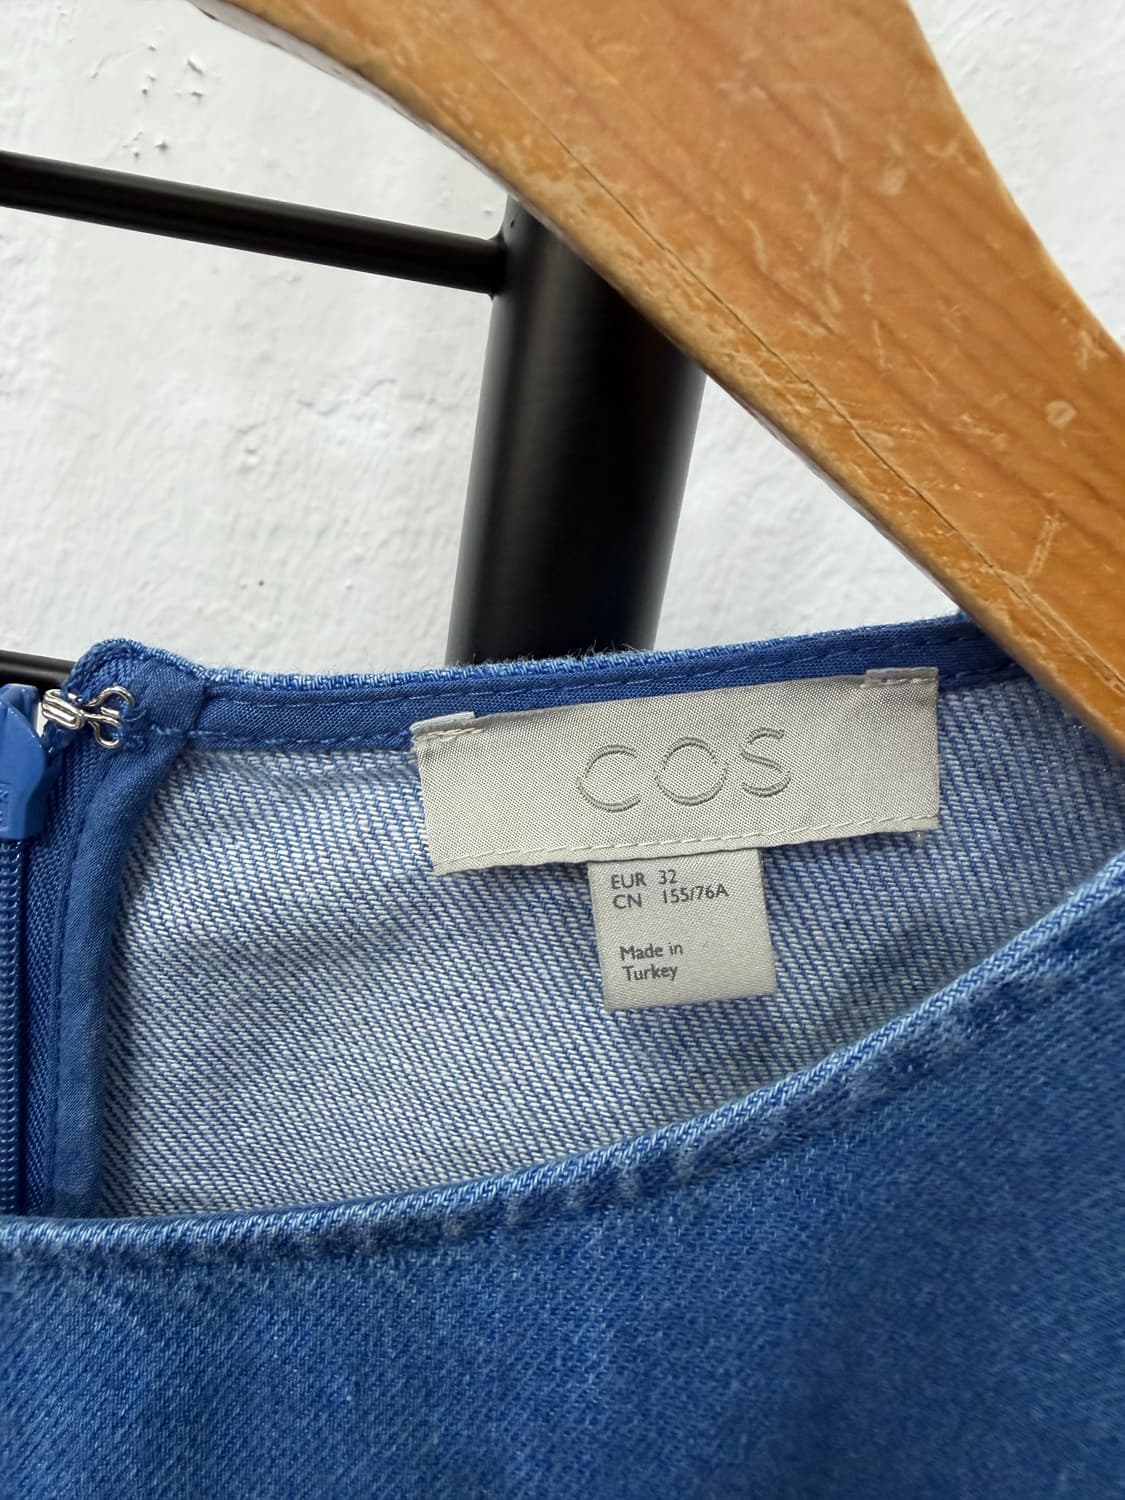 COS
EUR 32
CN 155/76A
Made in
Turkey